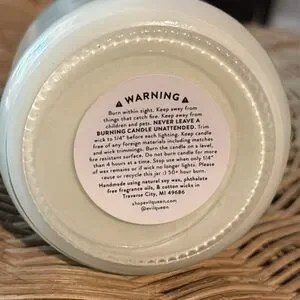 ⚠ WARNING ⚠
Burn within sight. Keep away from
things that catch fire. Keep away from
children and pets. NEVER LEAVE A
BURNING CANDLE UNATTENDED. Trim
wick to 1/4" before each lighting. Keep candle
free of any foreign materials including matches
and wick trimmings. Burn the candle on a level,
fire resistant surface. Do not burn candle for more
than 4 hours at a time. Stop use when only 1/4"
of wax remains or if wick no longer lights. Please
reuse or recycle this jar :) 50+ hour burn.
Handmade using natural soy wax, phthalate
free fragrance oils, & cotton wicks in
Traverse City, MI 49686
shopevilqueen.com
@evilqueen